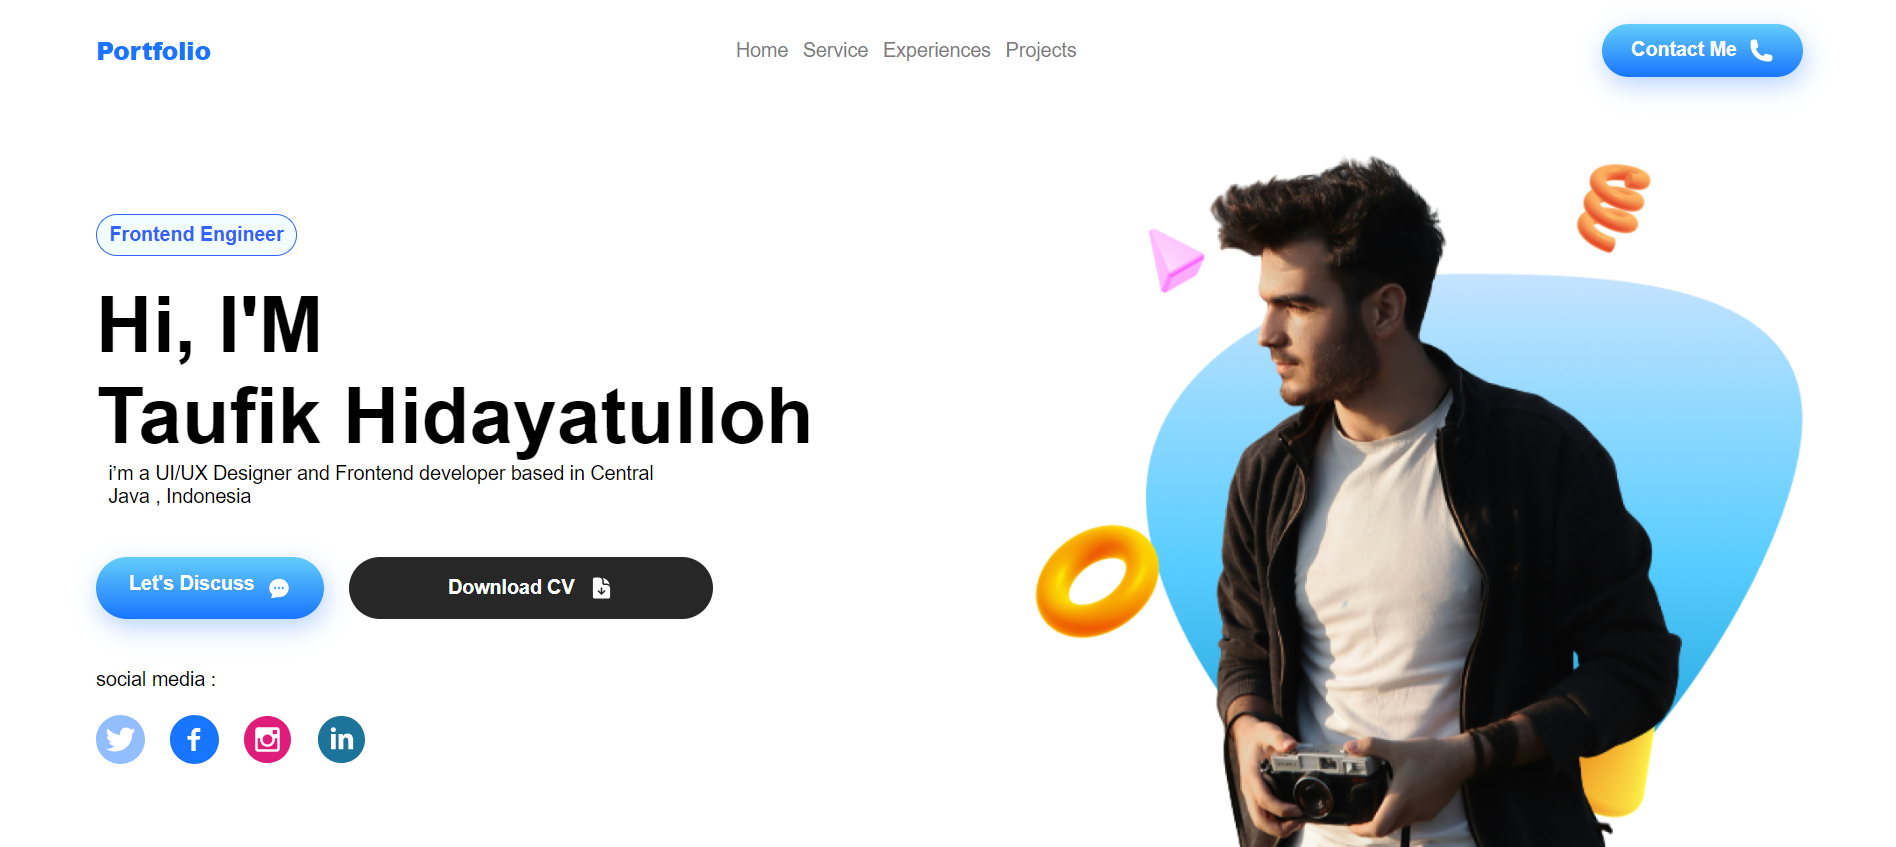 Portfolio
Home Service Experiences Projects
Contact Me
Frontend Engineer
Hi, I'M
Taufik Hidayatulloh
i'm a UI/UX Designer and Frontend developer based in Central
Java , Indonesia
Let's Discuss
Download CV
social media :
in